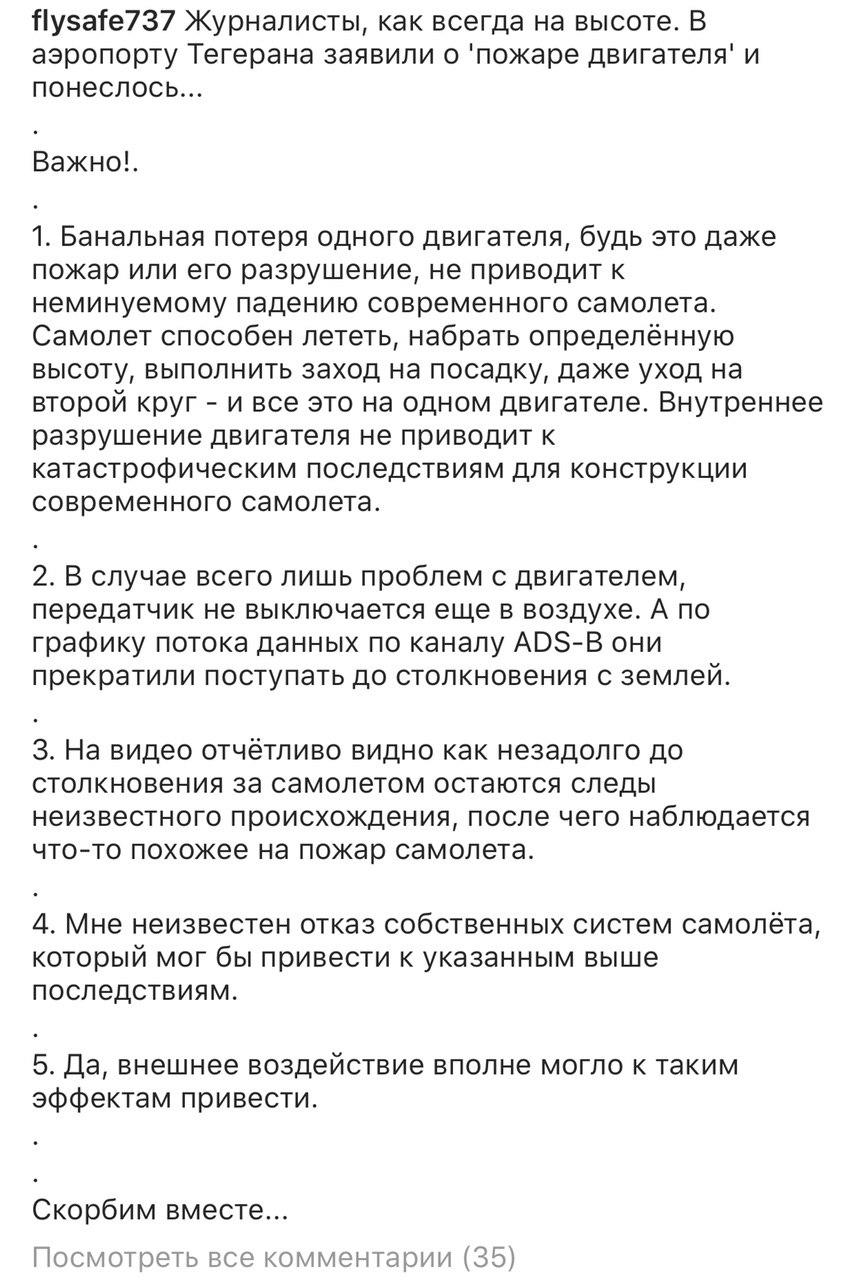 flysafe737 Журналисты, как всегда на высоте. В
аэропорту Тегерана заявили о 'пожаре двигателя' и
понеслось...
.
Важно!.
.
1. Банальная потеря одного двигателя, будь это даже
пожар или его разрушение, не приводит к
неминуемому падению современного самолета.
Самолет способен лететь, набрать определённую
высоту, выполнить заход на посадку, даже уход на
второй круг - и все это на одном двигателе. Внутреннее
разрушение двигателя не приводит к
катастрофическим последствиям для конструкции
современного самолета.
.
2. В случае всего лишь проблем с двигателем,
передатчик не выключается еще в воздухе. А по
графику потока данных по каналу ADS-B они
прекратили поступать до столкновения с землей.
.
3. На видео отчётливо видно как незадолго до
столкновения за самолетом остаются следы
неизвестного происхождения, после чего наблюдается
что-то похожее на пожар самолета.
.
4. Мне неизвестен отказ собственных систем самолёта,
который мог бы привести к указанным выше
последствиям.
.
5. Да, внешнее воздействие вполне могло к таким
эффектам привести.
.
.
Скорбим вместе...
Посмотреть все комментарии (35)